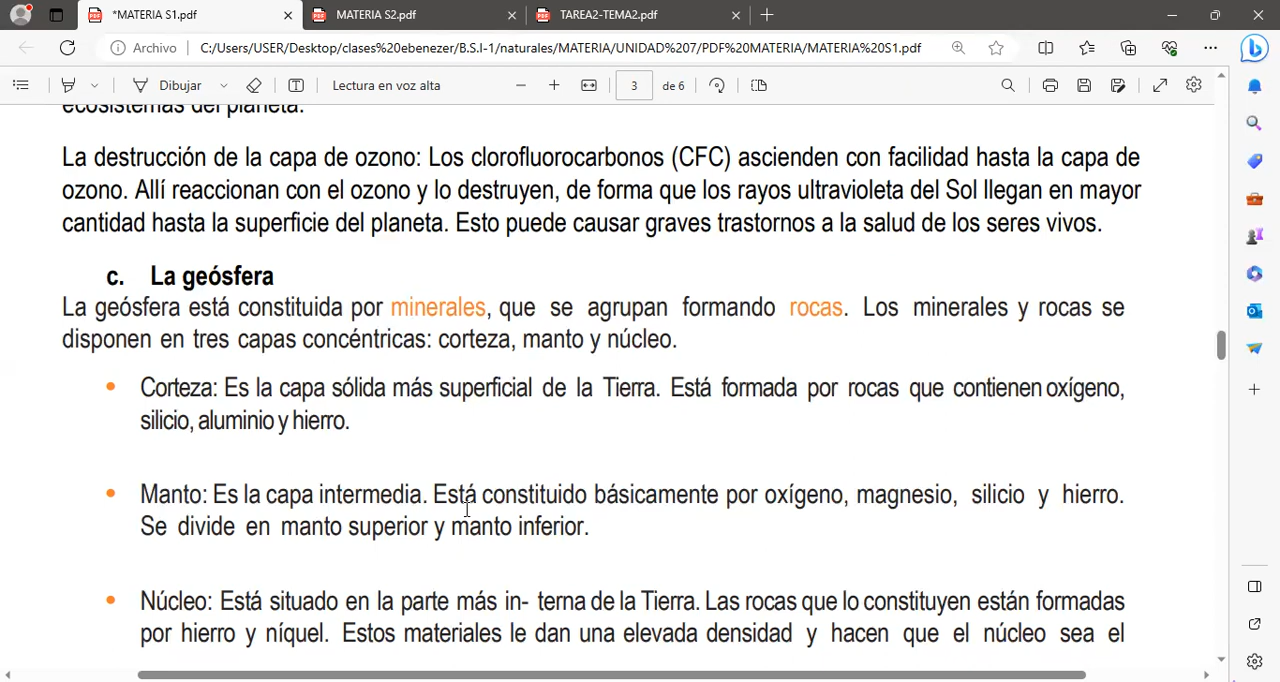 *MATERIA S1.pdf
MATERIA S2.pdf
TAREA2-TEMA2.pdf
Archivo
C:/Users/USER/Desktop/clases%20ebenezer/B.S.I-1/naturales/MATERIA/UNIDAD%207/PDF%20MATERIA/MATERIA%20S1.pdf
Dibujar
Lectura en voz alta
3
de 6
ecosistemas del planeta.
La destrucción de la capa de ozono: Los clorofluorocarbonos (CFC) ascienden con facilidad hasta la capa de
ozono. Allí reaccionan con el ozono y lo destruyen, de forma que los rayos ultravioleta del Sol llegan en mayor
cantidad hasta la superficie del planeta. Esto puede causar graves trastornos a la salud de los seres vivos.
c. La geósfera
La geósfera está constituida por minerales, que se agrupan formando rocas. Los minerales y rocas se
disponen en tres capas concéntricas: corteza, manto y núcleo.
• Corteza: Es la capa sólida más superficial de la Tierra. Está formada por rocas que contienen oxígeno,
silicio, aluminio y hierro.
• Manto: Es la capa intermedia. Está constituido básicamente por oxígeno, magnesio, silicio y hierro.
Se divide en manto superior y manto inferior.
• Núcleo: Está situado en la parte más in- terna de la Tierra. Las rocas que lo constituyen están formadas
por hierro y níquel. Estos materiales le dan una elevada densidad y hacen que el núcleo sea el